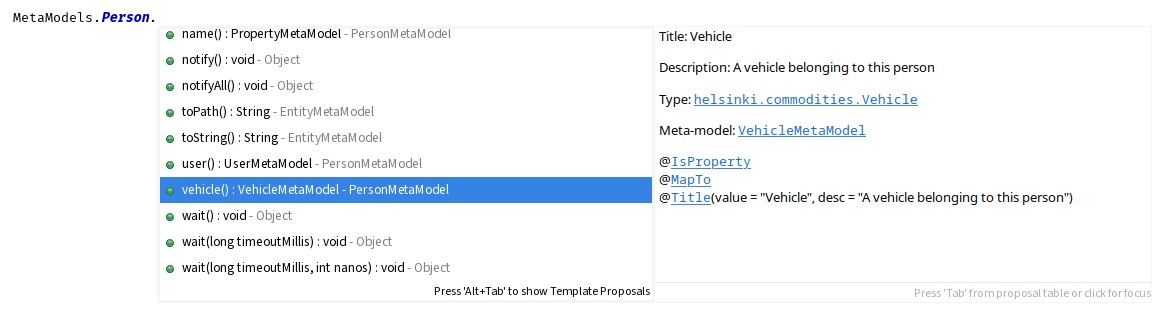 MetaModels.Person.
name() : PropertyMetaModel - PersonMetaModel
notify() : void - Object
notifyAll() : void - Object
toPath() : String - EntityMetaModel
toString() : String - EntityMetaModel
user() : UserMetaModel - PersonMetaModel
vehicle() : VehicleMetaModel - PersonMetaModel
wait() : void - Object
wait(long timeoutMillis) : void - Object
wait(long timeoutMillis, int nanos) : void - Object
Press 'Alt+Tab' to show Template Proposals
Title: Vehicle
Description: A vehicle belonging to this person
Type: helsinki.commodities.Vehicle
Meta-model: VehicleMetaModel
@IsProperty
@MapTo
@Title(value = "Vehicle", desc = "A vehicle belonging to this person")
Press 'Tab' from proposal table or click for focus